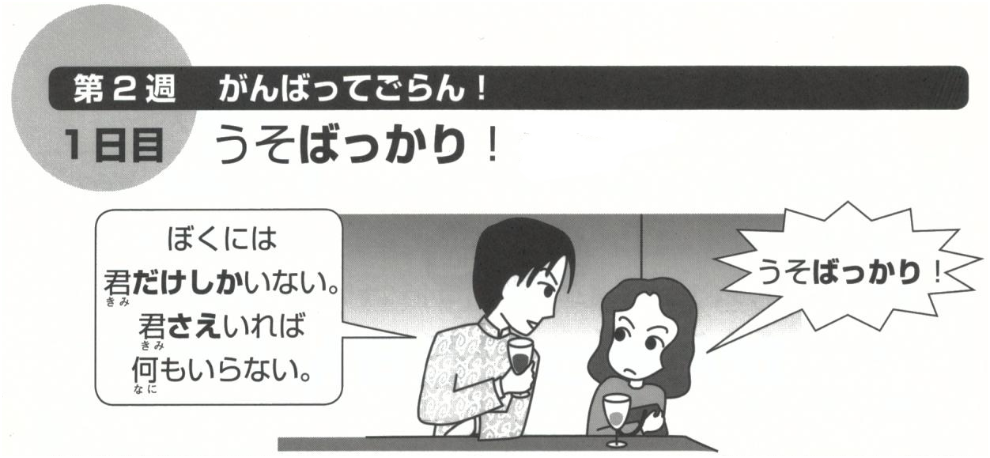 第2週 がんばってごらん！
1日目 うそばっかり！
ぼくには
君だけしかいない。
きみ
君さえいれば
きみ
何もいらない。
なに
うそばっかり！